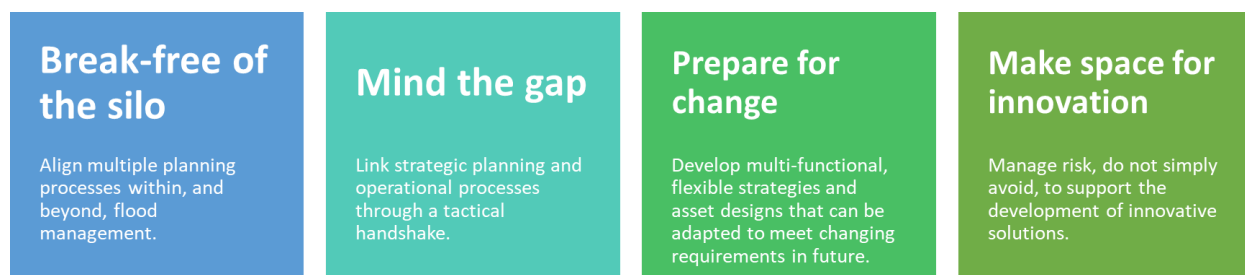 Break-free of
the silo
Align multiple planning
processes within, and
beyond, flood
management.
Mind the gap
Link strategic planning and
operational processes
through a tactical
handshake.
Prepare for
change
Develop multi-functional,
flexible strategies and
asset designs that can be
adapted to meet changing
requirements in future.
Make space for
innovation
Manage risk, do not simply
avoid, to support the
development of innovative
solutions.